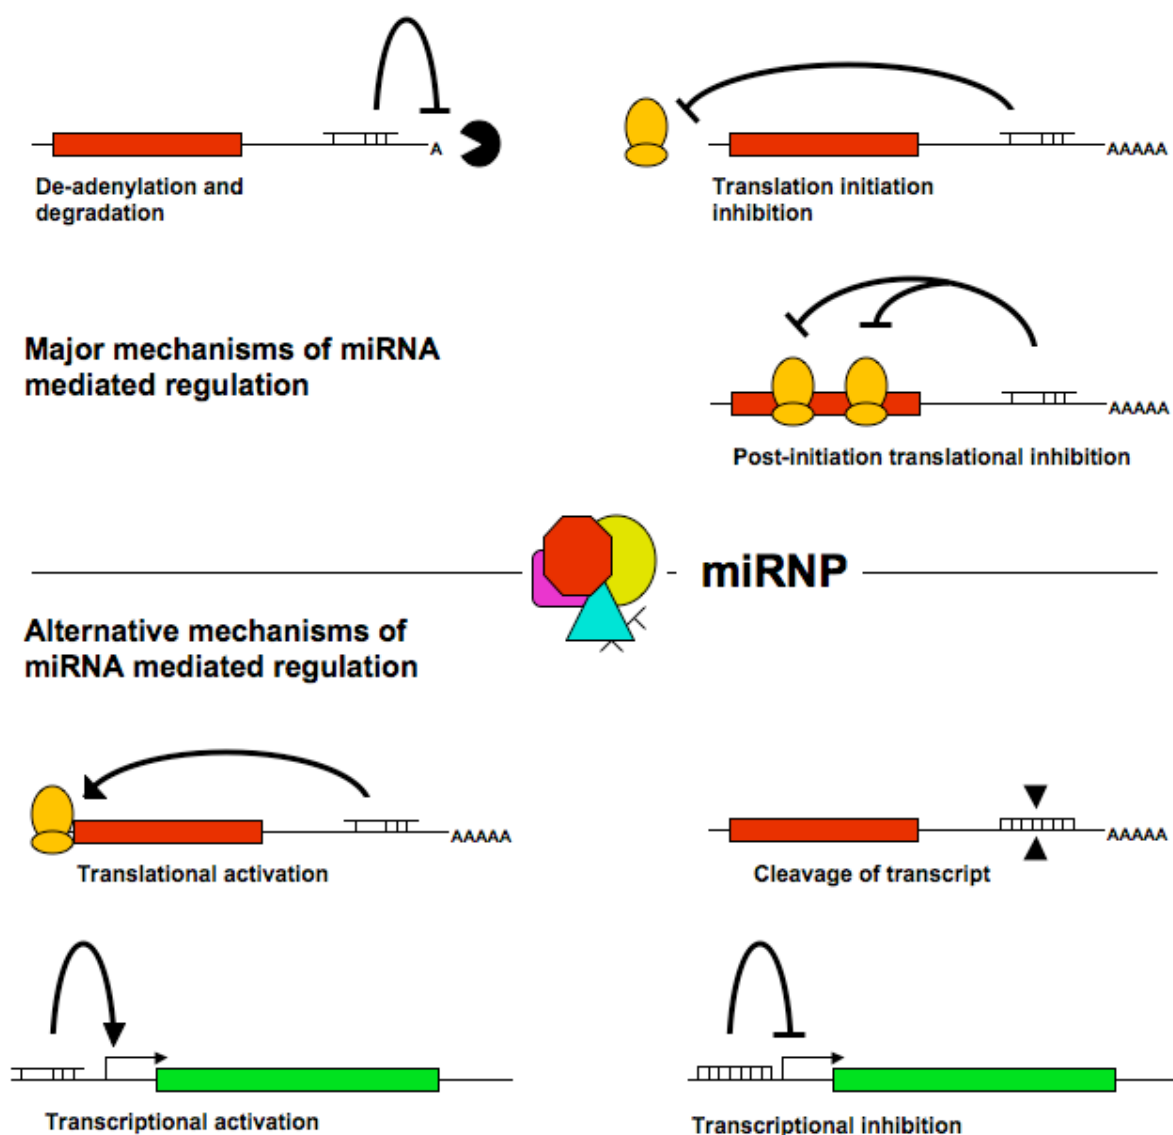 A
De-adenylation and
degradation
AAAAA
Translation initiation
inhibition
Major mechanisms of miRNA
mediated regulation
AAAAA
Post-initiation translational inhibition
miRNP
Alternative mechanisms of
miRNA mediated regulation
AAAAA
Translational activation
AAAAA
Cleavage of transcript
Transcriptional activation
Transcriptional inhibition